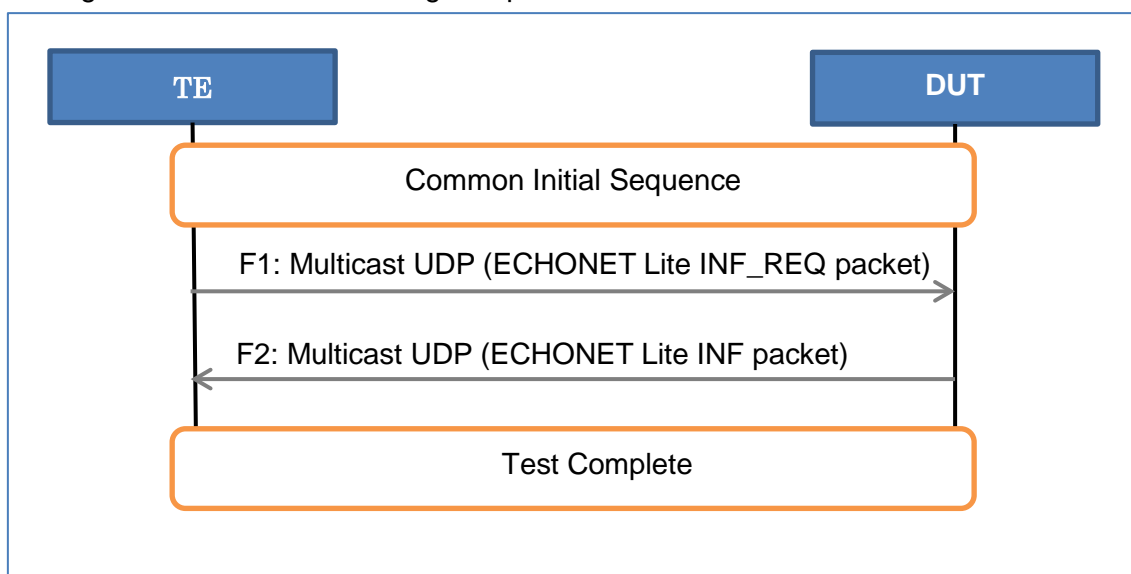 TE
DUT
Common Initial Sequence
F1: Multicast UDP (ECHONET Lite INF_REQ packet)
F2: Multicast UDP (ECHONET Lite INF packet)
Test Complete